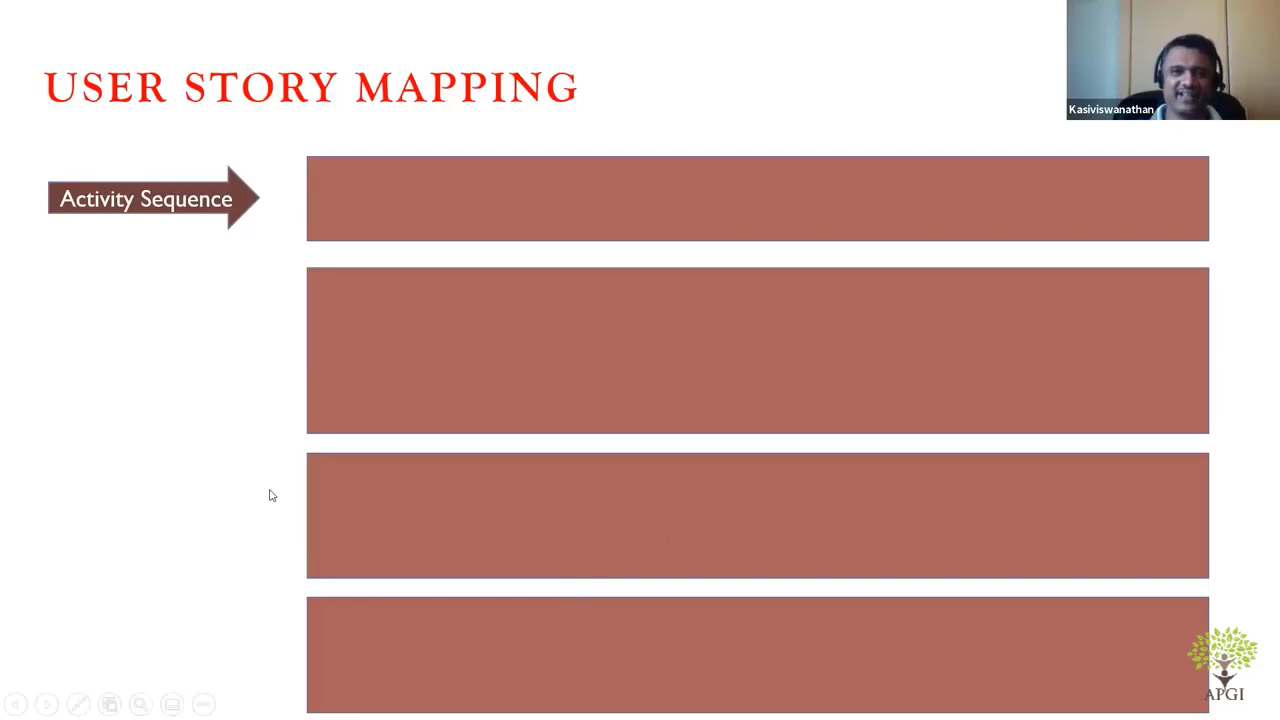 USER STORY MAPPING
Kasiviswanathan
Activity Sequence
APGI